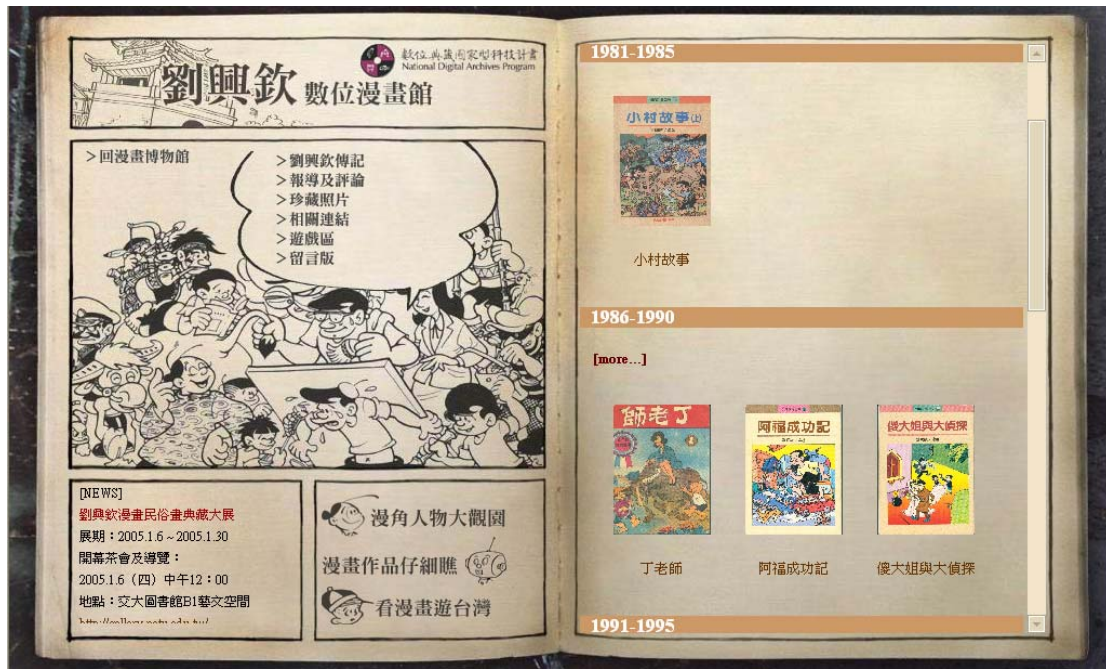 數位典藏國家型科技計畫
National Digital Archives Program
劉興欽 數位漫畫館
>回漫畫博物館
>劉興欽傳記
>報導及評論
>珍藏照片
>相關連結
>遊戲區
>留言版
[NEWS]
劉興欽漫畫民俗畫典藏大展
展期：2005.1.6 ~ 2005.1.30
開幕茶會及導覽：
2005.1.6（四）中午12：00
地點：交大圖書館B1藝文空間
漫角人物大觀園
漫畫作品仔細瞧
看漫畫遊台灣
1981-1985
小村故事(上)
小村故事
1986-1990
[more...]
師老丁
阿福成功記
傻大姐與大偵探
丁老師
阿福成功記
傻大姐與大偵探
1991-1995